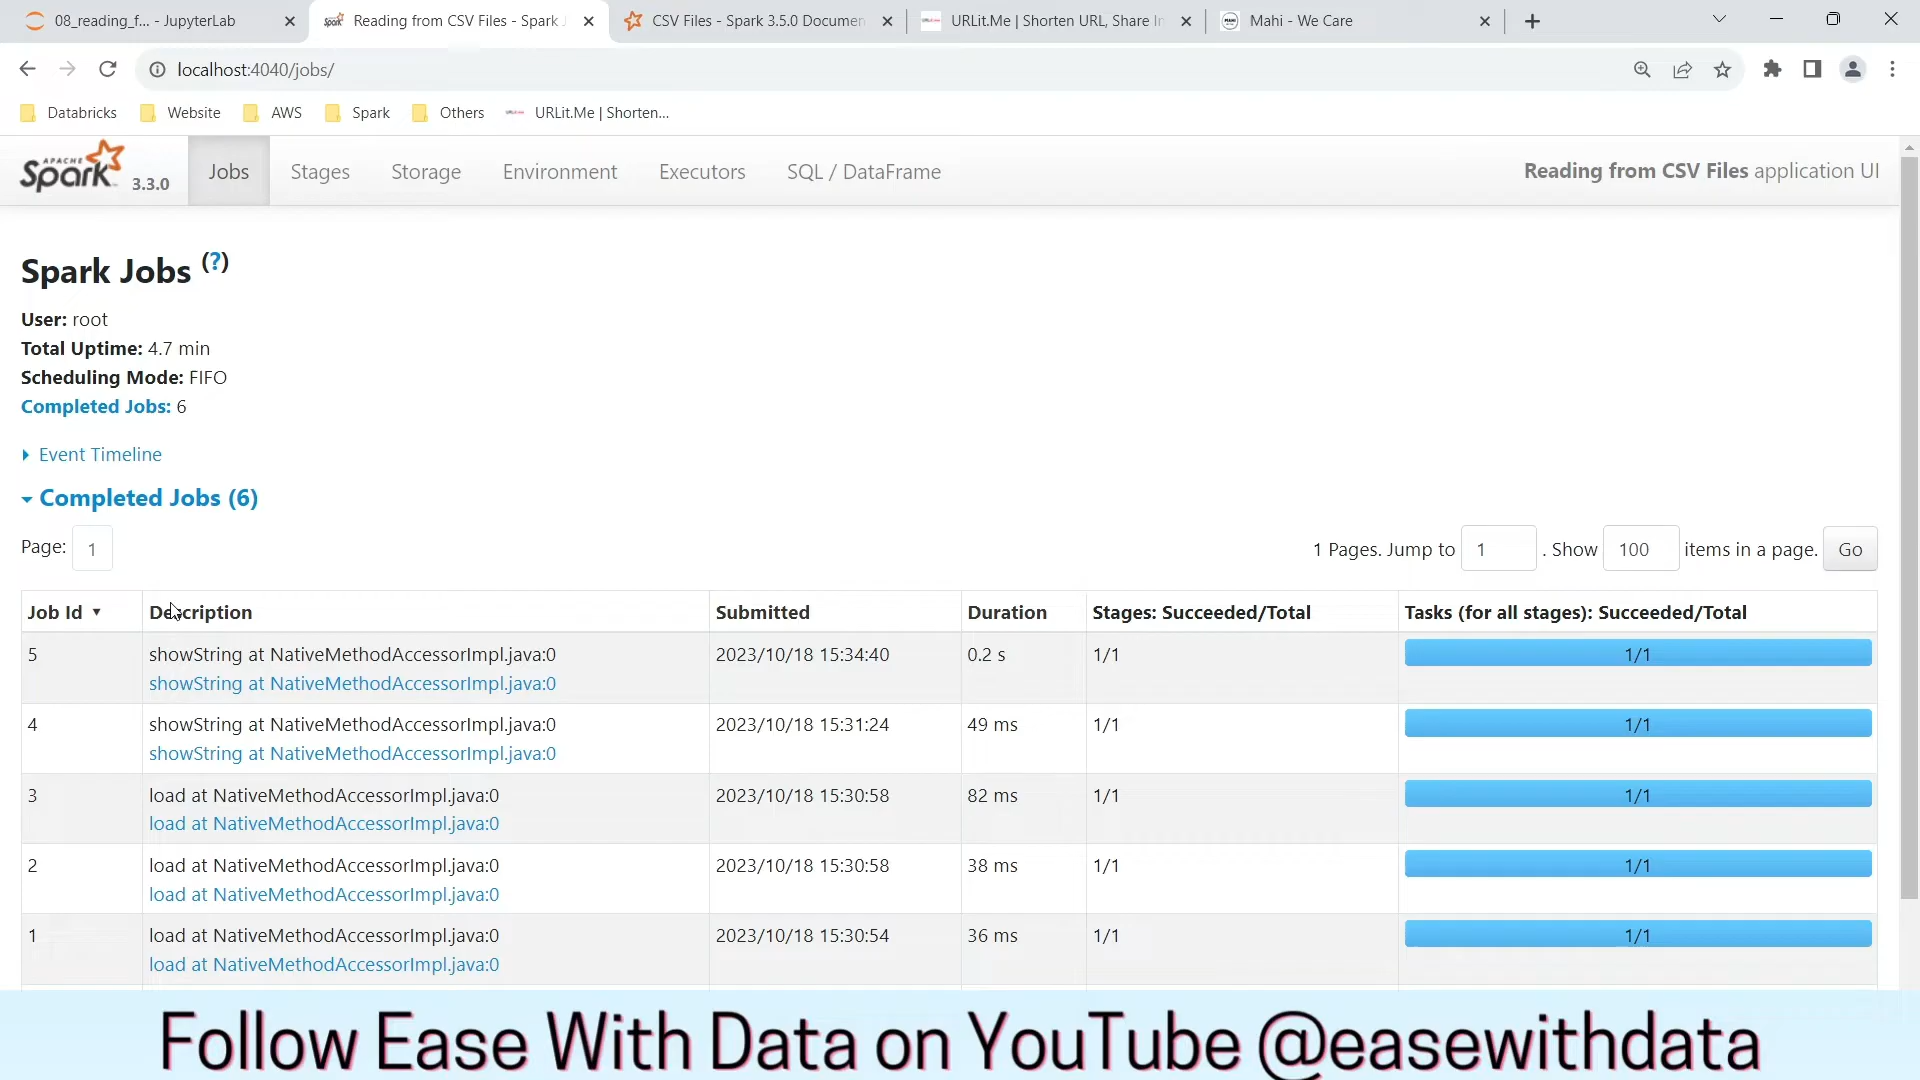 08_reading_f... - JupyterLab
Reading from CSV Files - Spark J
CSV Files - Spark 3.5.0 Documen
URLit.Me | Shorten URL, Share In
Mahi - We Care
localhost:4040/jobs/
Databricks
Website
AWS
Spark
Others
URLit.Me | Shorten...
APACHE
Spark 3.3.0
Jobs
Stages
Storage
Environment
Executors
SQL / DataFrame
Reading from CSV Files application UI
Spark Jobs (?)
User: root
Total Uptime: 4.7 min
Scheduling Mode: FIFO
Completed Jobs: 6
Event Timeline
Completed Jobs (6)
Page: 1
1 Pages. Jump to 1 . Show 100 items in a page. Go
Job Id ▼ Description Submitted Duration Stages: Succeeded/Total Tasks (for all stages): Succeeded/Total
5 showString at NativeMethodAccessorImpl.java:0 2023/10/18 15:34:40 0.2 s 1/1 1/1
showString at NativeMethodAccessorImpl.java:0
4 showString at NativeMethodAccessorImpl.java:0 2023/10/18 15:31:24 49 ms 1/1 1/1
showString at NativeMethodAccessorImpl.java:0
3 load at NativeMethodAccessorImpl.java:0 2023/10/18 15:30:58 82 ms 1/1 1/1
load at NativeMethodAccessorImpl.java:0
2 load at NativeMethodAccessorImpl.java:0 2023/10/18 15:30:58 38 ms 1/1 1/1
load at NativeMethodAccessorImpl.java:0
1 load at NativeMethodAccessorImpl.java:0 2023/10/18 15:30:54 36 ms 1/1 1/1
load at NativeMethodAccessorImpl.java:0
Follow Ease With Data on YouTube @easewithdata